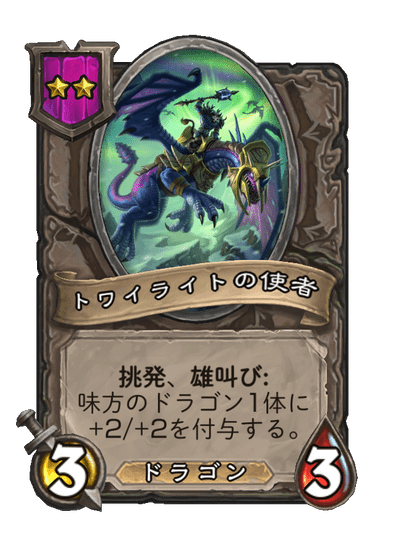 トワイライトの使者
挑発、雄叫び:
味方のドラゴン1体に
+2/+2を付与する。
3
ドラゴン
3